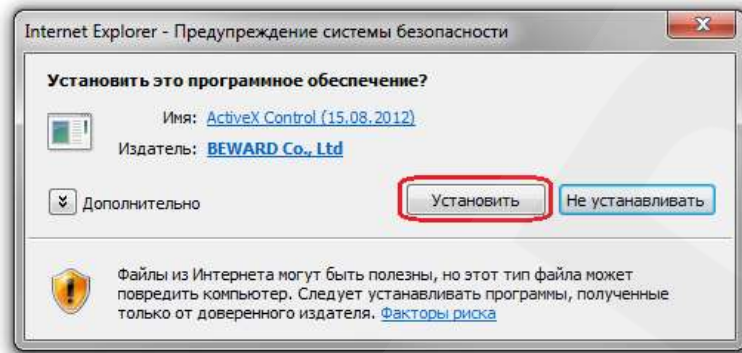 Internet Explorer - Предупреждение системы безопасности
Установить это программное обеспечение?
Имя: ActiveX Control (15.08.2012)
Издатель: BEWARD Co., Ltd
Дополнительно
Установить
Не устанавливать
Файлы из Интернета могут быть полезны, но этот тип файла может
повредить компьютер. Следует устанавливать программы, полученные
только от доверенного издателя. Факторы риска